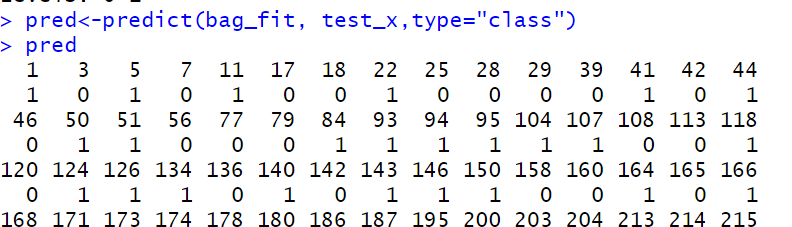 > pred<-predict(bag_fit, test_x,type="class")
> pred
1 3 5 7 11 17 18 22 25 28 29 39 41 42 44
1 0 1 0 1 0 0 1 0 0 0 0 1 0 1
46 50 51 56 77 79 84 93 94 95 104 107 108 113 118
0 1 1 0 0 0 1 1 1 1 1 1 0 0 1
120 124 126 134 136 140 142 143 146 150 158 160 164 165 166
0 1 1 1 0 1 0 1 1 1 0 0 1 0 1
168 171 173 174 178 180 186 187 195 200 203 204 213 214 215